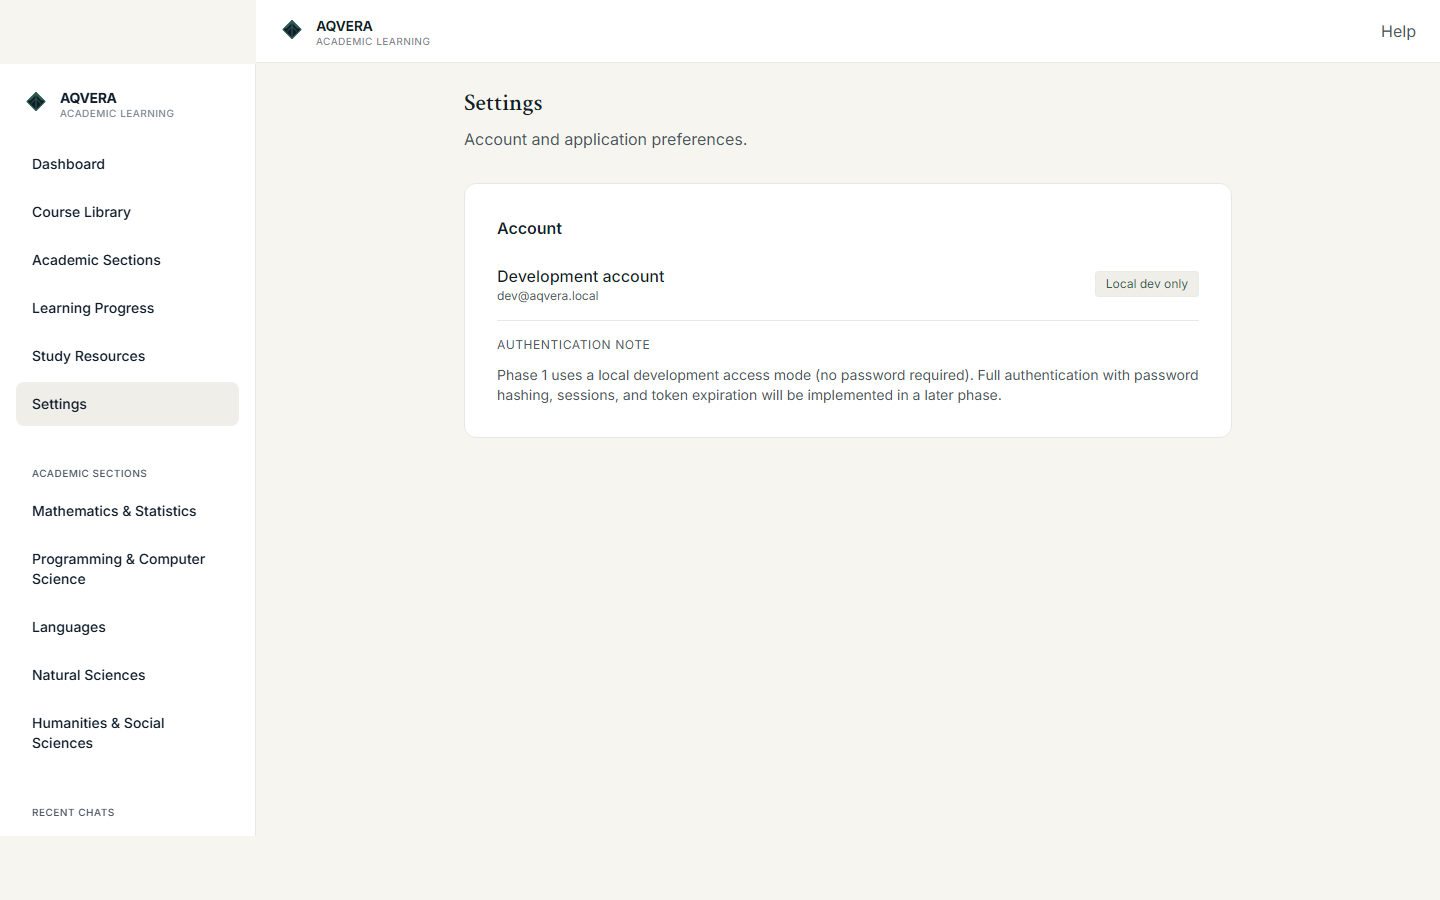 AQVERA
ACADEMIC LEARNING
Help
AQVERA
ACADEMIC LEARNING
Dashboard
Course Library
Academic Sections
Learning Progress
Study Resources
Settings
ACADEMIC SECTIONS
Mathematics & Statistics
Programming & Computer
Science
Languages
Natural Sciences
Humanities & Social
Sciences
RECENT CHATS
Settings
Account and application preferences.
Account
Development account
dev@aqvera.local
Local dev only
AUTHENTICATION NOTE
Phase 1 uses a local development access mode (no password required). Full authentication with password
hashing, sessions, and token expiration will be implemented in a later phase.